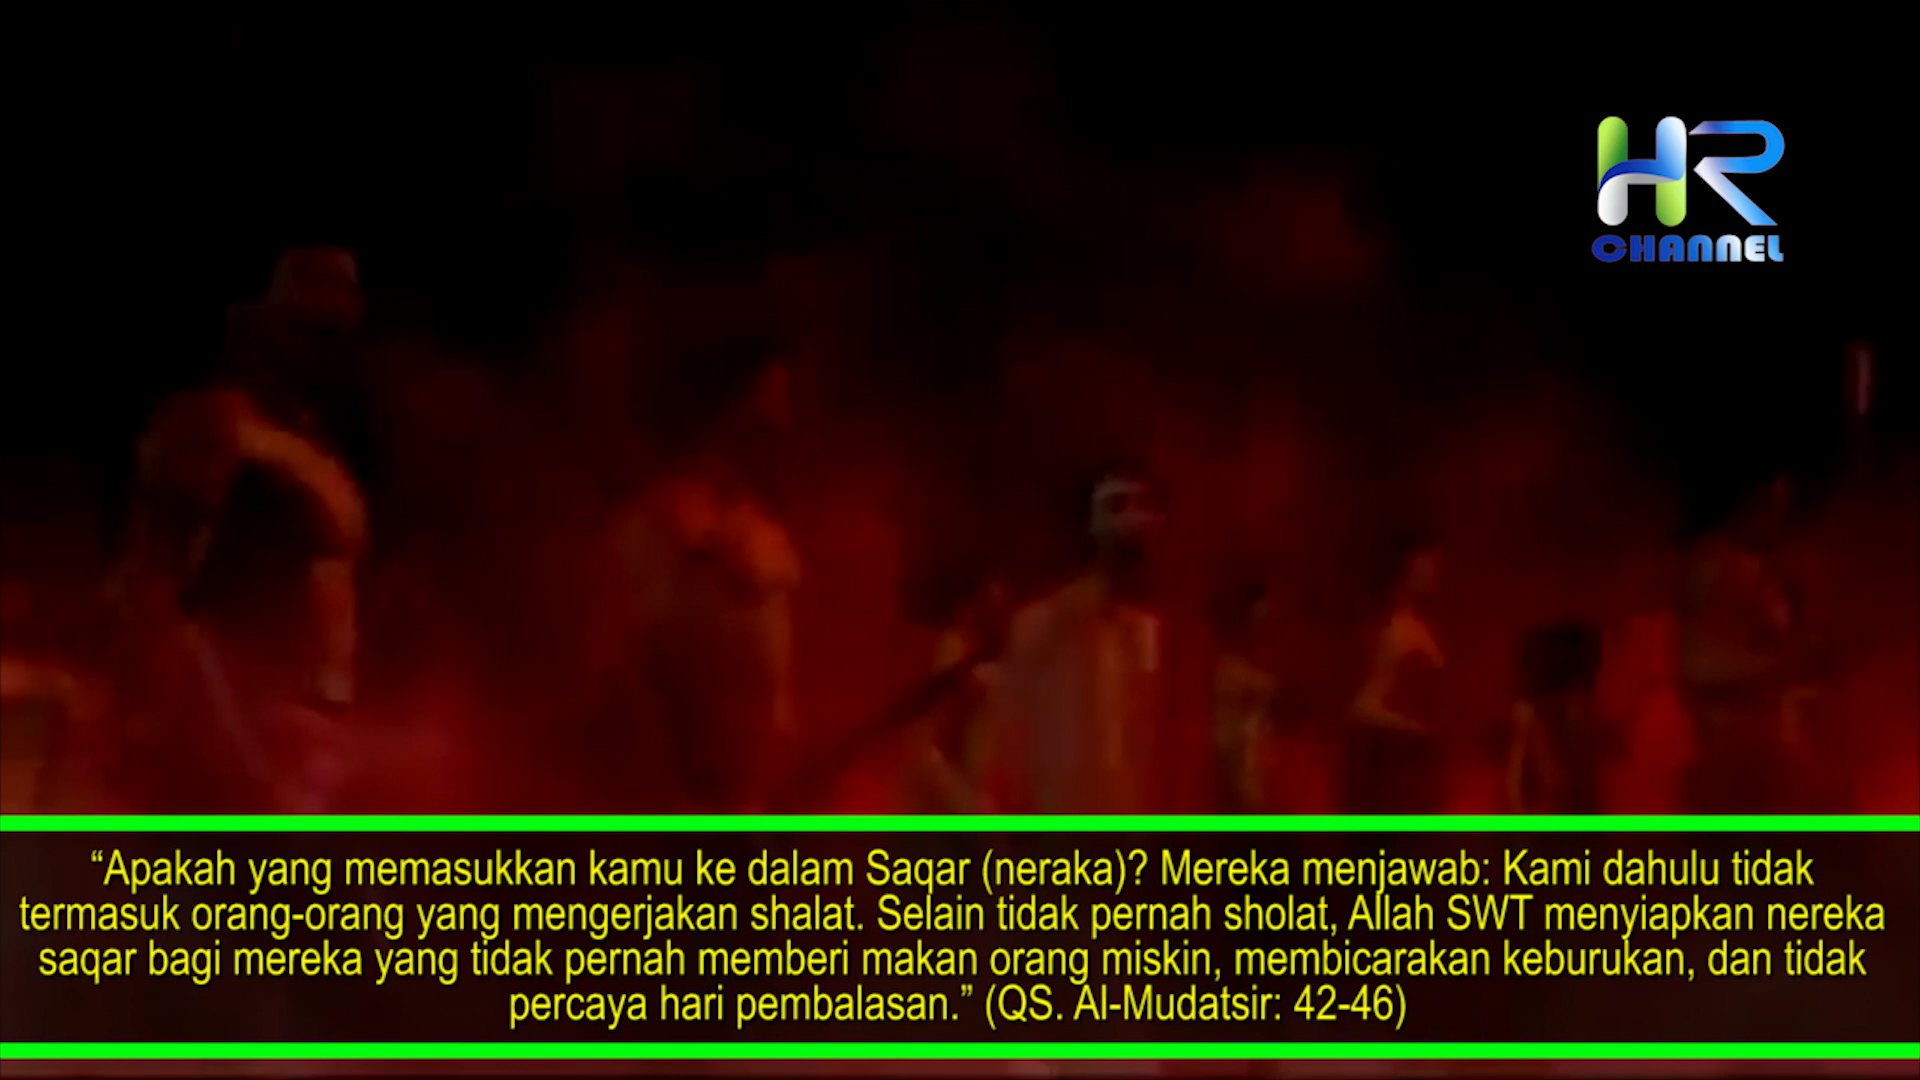 HR
CHANNEL
“Apakah yang memasukkan kamu ke dalam Saqar (neraka)? Mereka menjawab: Kami dahulu tidak
termasuk orang-orang yang mengerjakan shalat. Selain tidak pernah sholat, Allah SWT menyiapkan nereka
saqar bagi mereka yang tidak pernah memberi makan orang miskin, membicarakan keburukan, dan tidak
percaya hari pembalasan.” (QS. Al-Mudatsir: 42-46)